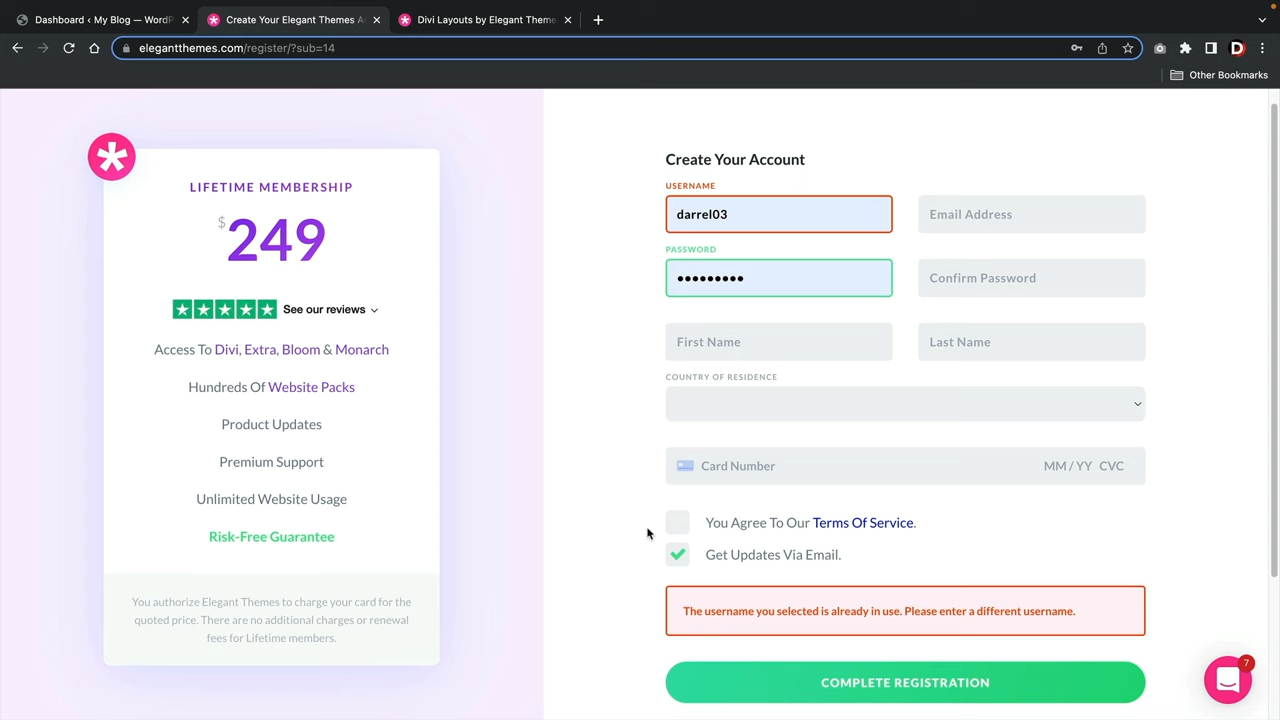 Dashboard ‹ My Blog — WordP
Create Your Elegant Themes A
Divi Layouts by Elegant Theme
elegantthemes.com/register/?sub=14
D
Other Bookmarks
LIFETIME MEMBERSHIP
$249
See our reviews
Access To Divi, Extra, Bloom & Monarch
Hundreds Of Website Packs
Product Updates
Premium Support
Unlimited Website Usage
Risk-Free Guarantee
You authorize Elegant Themes to charge your card for the
quoted price. There are no additional charges or renewal
fees for Lifetime members.
Create Your Account
USERNAME
darrel03
Email Address
PASSWORD
•••••••••
Confirm Password
First Name
Last Name
COUNTRY OF RESIDENCE
Card Number
MM / YY CVC
You Agree To Our Terms Of Service.
Get Updates Via Email.
The username you selected is already in use. Please enter a different username.
COMPLETE REGISTRATION
7